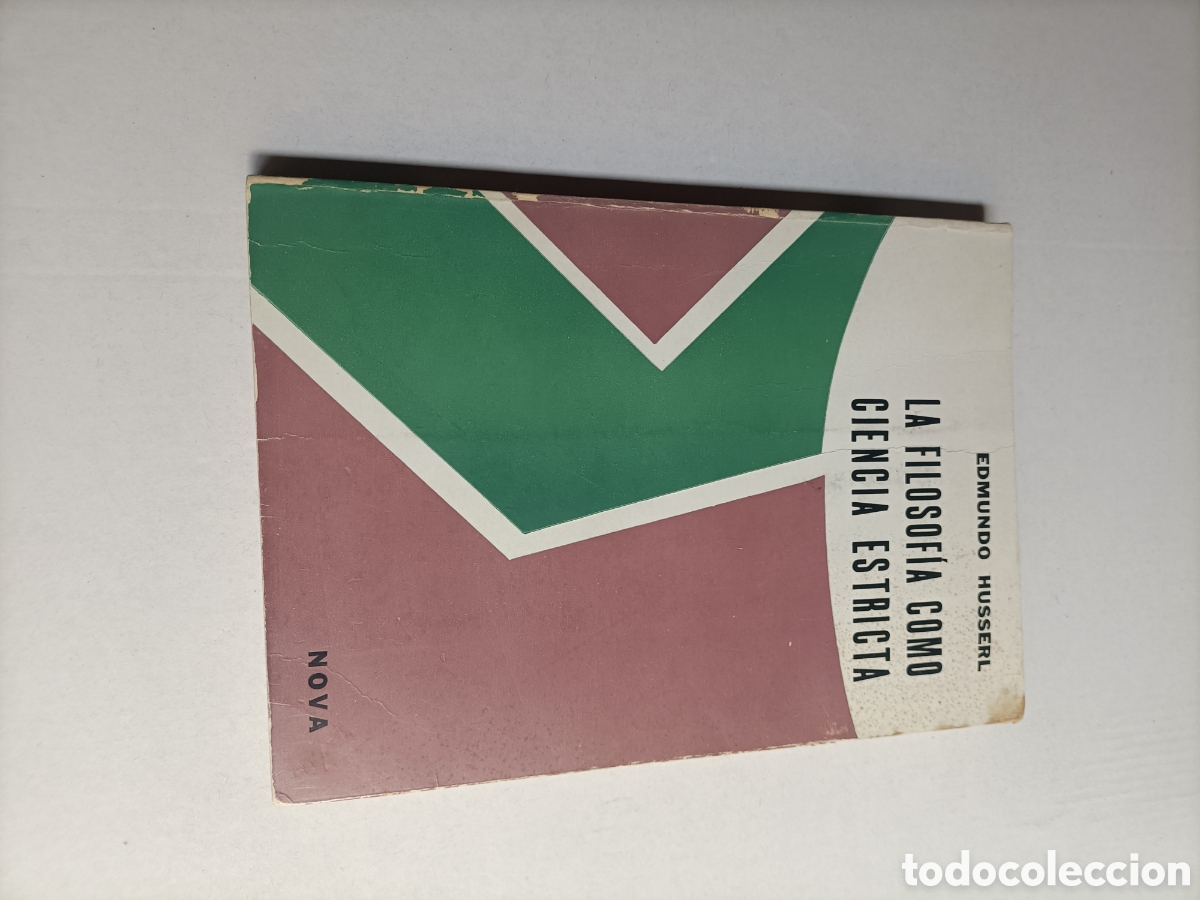 EDMUNDO HUSSERL
LA FILOSOFÍA COMO
CIENCIA ESTRICTA
NOVA
todocoleccion